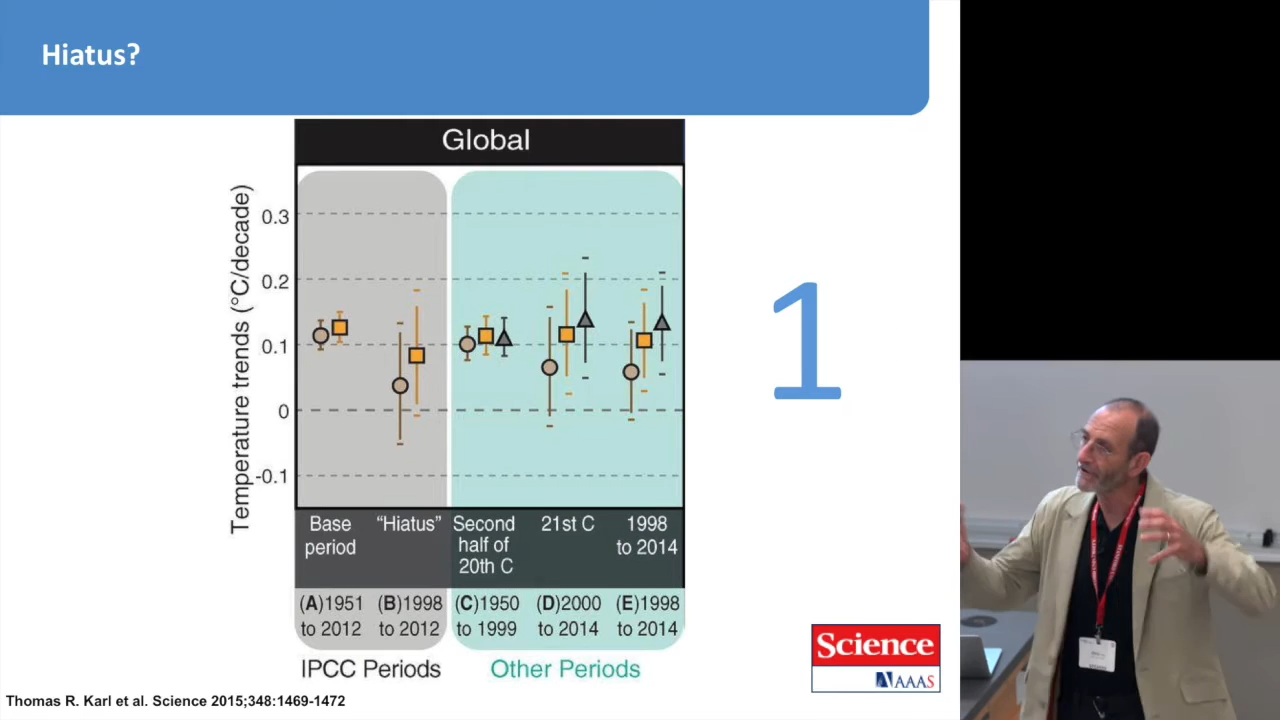 Hiatus?
Global
Temperature trends (°C/decade)
0.3
0.2
0.1
0
-0.1
Base
period
"Hiatus"
Second
half of
20th C
21st C
1998
to 2014
(A)1951
to 2012
(B)1998
to 2012
(C)1950
to 1999
(D)2000
to 2014
(E)1998
to 2014
IPCC Periods
Other Periods
1
Science
AAAS
Thomas R. Karl et al. Science 2015;348:1469-1472